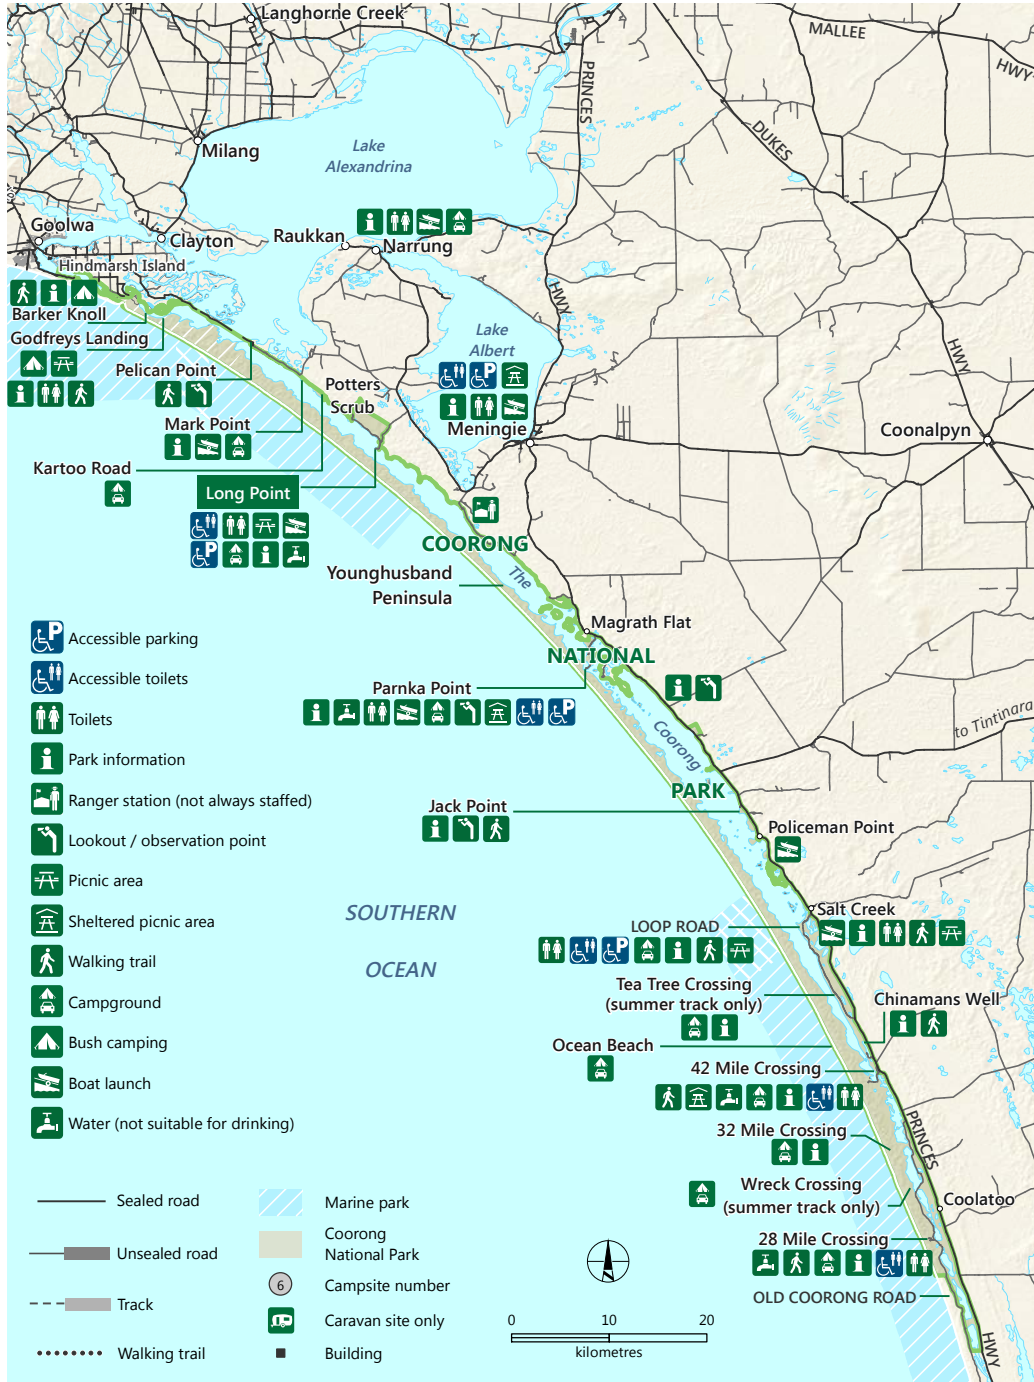 Langhorne Creek
MALLEE
HWY
PRINCES
DUKES
Milang
Lake
Alexandrina
Goolwa
Clayton
Raukkan
Narrung
Hindmarsh Island
HWY
Barker Knoll
Godfreys Landing
Lake
Albert
HWY
Pelican Point
Potters
Scrub
Mark Point
Meningie
Coonalpyn
Kartoo Road
Long Point
COORONG
The
Younghusband
Peninsula
Magrath Flat
NATIONAL
Parnka Point
Coorong
to Tintinara
PARK
Jack Point
Policeman Point
SOUTHERN
OCEAN
Salt Creek
LOOP ROAD
Tea Tree Crossing
(summer track only)
Chinamans Well
Ocean Beach
42 Mile Crossing
PRINCES
32 Mile Crossing
Wreck Crossing
(summer track only)
Coolatoo
28 Mile Crossing
OLD COORONG ROAD
HWY
Accessible parking
Accessible toilets
Toilets
Park information
Ranger station (not always staffed)
Lookout / observation point
Picnic area
Sheltered picnic area
Walking trail
Campground
Bush camping
Boat launch
Water (not suitable for drinking)
Sealed road
Unsealed road
Track
Walking trail
Marine park
Coorong
National Park
6 Campsite number
Caravan site only
Building
0 10 20
kilometres